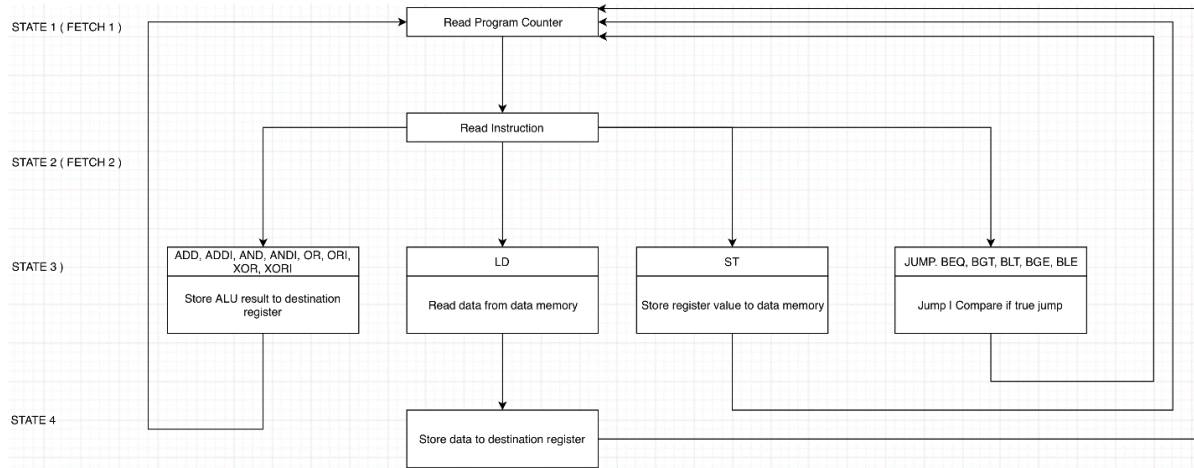 STATE 1 ( FETCH 1 )
Read Program Counter
Read Instruction
STATE 2 ( FETCH 2 )
STATE 3 )
ADD, ADDI, AND, ANDI, OR, ORI,
XOR, XORI
Store ALU result to destination
register
LD
Read data from data memory
ST
Store register value to data memory
JUMP. BEQ, BGT, BLT, BGE, BLE
Jump | Compare if true jump
STATE 4
Store data to destination register